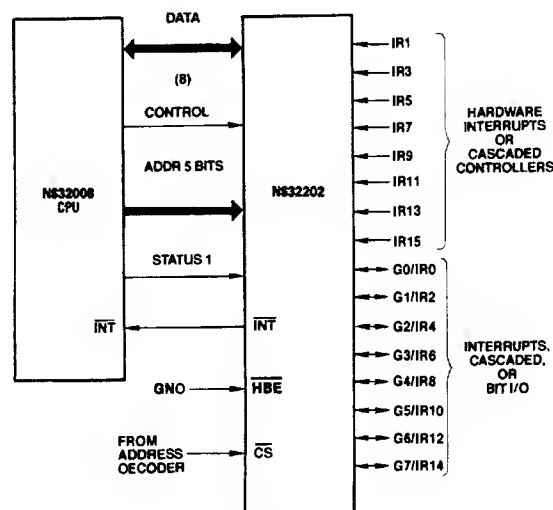 DATA
(8)
CONTROL
ADDR 5 BITS
NS32008
CPU
NS32202
STATUS 1
INT
INT
GNO
HBE
FROM
ADDRESS
OECODER
CS
IR1
IR3
IR5
IR7
IR9
IR11
IR13
IR15
HARDWARE
INTERRUPTS
OR
CASCADED
CONTROLLERS
G0/IR0
G1/IR2
G2/IR4
G3/IR6
G4/IR8
G5/IR10
G6/IR12
G7/IR14
INTERRUPTS,
CASCADED,
OR
BIT I/O